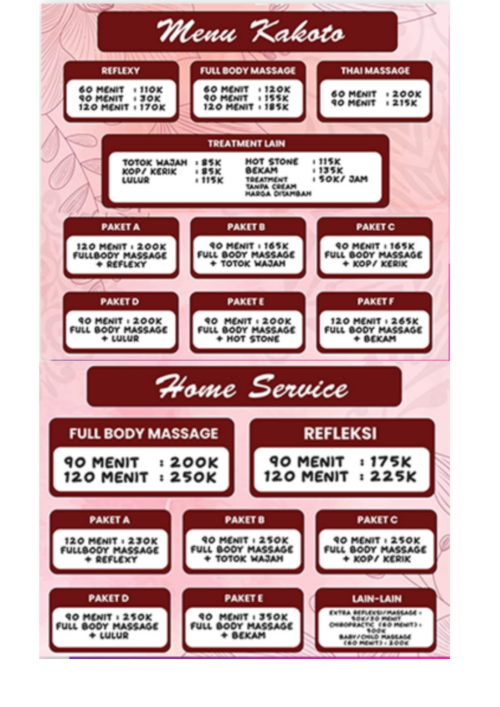 Menu Kakoto
REFLEXY
60 MENIT : 110K
90 MENIT : 30K
120 MENIT : 170K
FULL BODY MASSAGE
60 MENIT : 120K
90 MENIT : 155K
120 MENIT : 185K
THAI MASSAGE
60 MENIT : 200K
90 MENIT : 215K
TREATMENT LAIN
TOTOK WAJAH : 85K
KOP/ KERIK : 85K
LULUR : 115K
HOT STONE : 115K
BEKAM : 135K
TREATMENT : 50K/ JAM
TANPA CREAM
HARGA DITAMBAH
PAKET A
120 MENIT : 200K
FULLBODY MASSAGE
+ REFLEXY
PAKET B
90 MENIT : 165K
FULL BODY MASSAGE
+ TOTOK WAJAH
PAKET C
90 MENIT : 165K
FULL BODY MASSAGE
+ KOP/ KERIK
PAKET D
90 MENIT : 200K
FULL BODY MASSAGE
+ LULUR
PAKET E
90 MENIT : 200K
FULL BODY MASSAGE
+ HOT STONE
PAKET F
120 MENIT : 265K
FULL BODY MASSAGE
+ BEKAM
Home Service
FULL BODY MASSAGE
90 MENIT : 200K
120 MENIT : 250K
REFLEKSI
90 MENIT : 175K
120 MENIT : 225K
PAKET A
120 MENIT : 230K
FULLBODY MASSAGE
+ REFLEXY
PAKET B
90 MENIT : 250K
FULL BODY MASSAGE
+ TOTOK WAJAH
PAKET C
90 MENIT : 250K
FULL BODY MASSAGE
+ KOP/ KERIK
PAKET D
90 MENIT : 250K
FULL BODY MASSAGE
+ LULUR
PAKET E
90 MENIT : 350K
FULL BODY MASSAGE
+ BEKAM
LAIN-LAIN
EXTRA REFLEKSI/MASSAGE :
50K/30 MENIT
CHIROPRACTIC (60 MENIT) :
500K
BABY/CHILD MASSAGE
(60 MENIT) : 200K